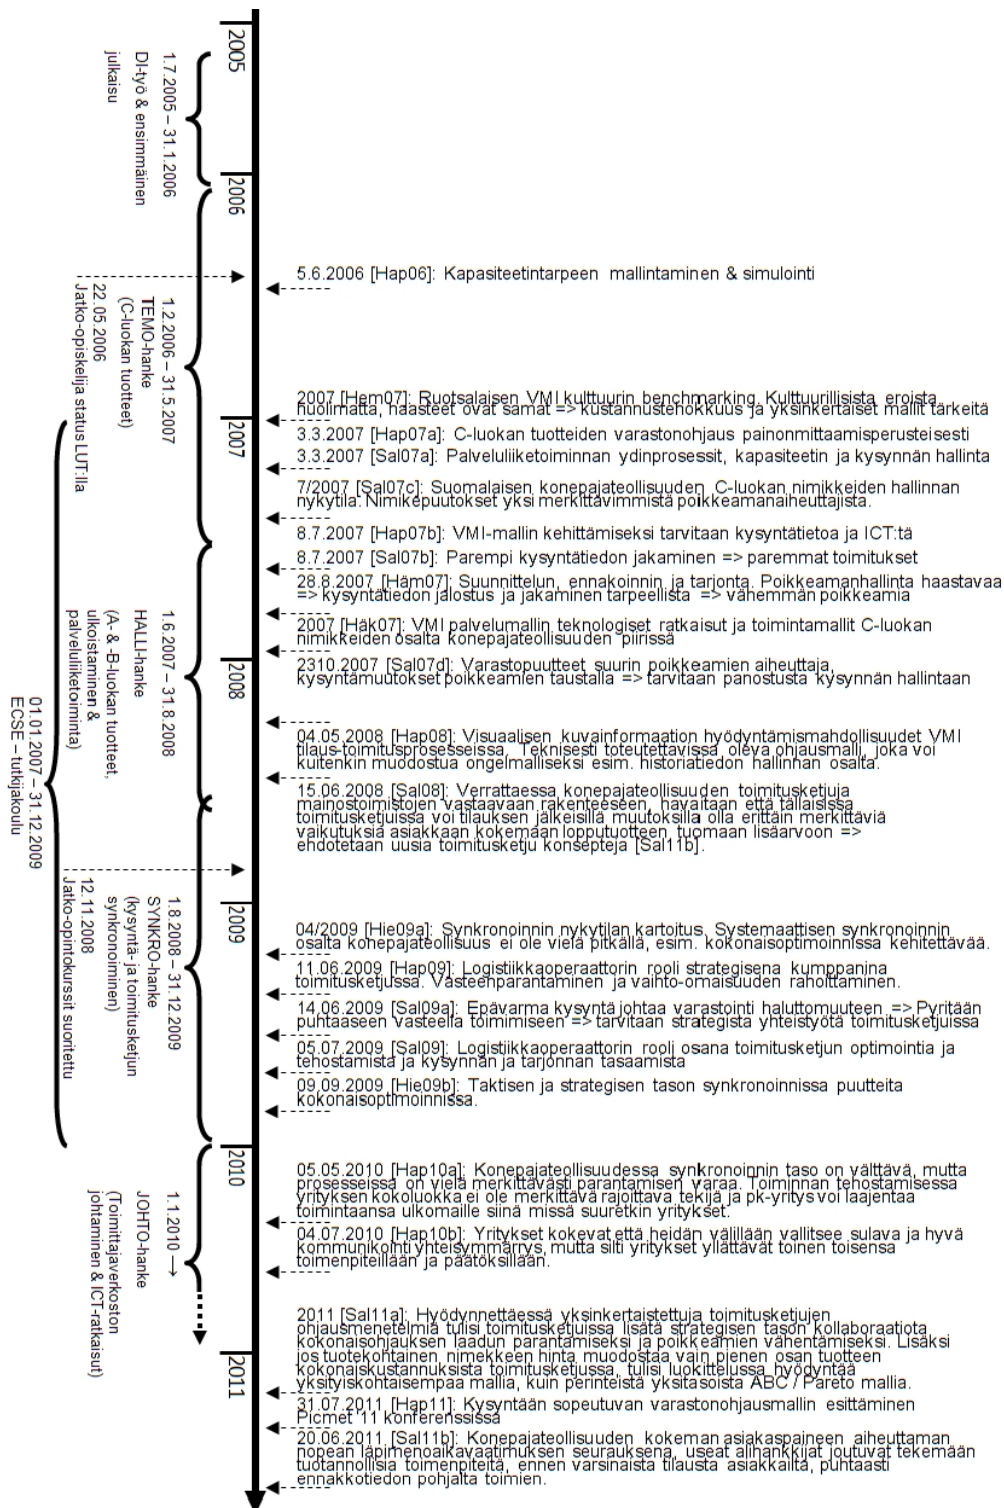 2005
2006
2007
2008
2009
2010
2011
1.7.2005 – 31.1.2006
DI-työ & ensimmäinen
julkaisu
1.2.2006 – 31.5.2007
TEMO-hanke
(C-luokan tuotteet)
22.05.2006
Jatko-opiskelija status LUT:lla
1.6.2007 – 31.8.2008
HALLI-hanke
(A- & -B-luokan tuotteet,
ulkoistaminen &
palveluliiketoiminta)
01.01.2007 – 31.12.2009
ECSE – tutkijakoulu
1.8.2008 – 31.12.2009
SYNKRO-hanke
(kysyntä- ja toimitusketjun
synkronoiminen)
12.11.2008
Jatko-opintokurssit suoritettu
1.1.2010 →
JOHTO-hanke
(Toimittajaverkoston
johtaminen & ICT-ratkaisut)
5.6.2006 [Hap06]: Kapasiteetintarpeen mallintaminen & simulointi
2007 [Hem07]: Ruotsalaisen VMI kulttuurin benchmarking. Kulttuurillisista eroista
huolimatta, haasteet ovat samat => kustannustehokkuus ja yksinkertaiset mallit tärkeitä
3.3.2007 [Hap07a]: C-luokan tuotteiden varastonohjaus painonmittaamisperusteisesti
3.3.2007 [Sal07a]: Palveluliiketoiminnan ydinprosessit, kapasiteetin ja kysynnän hallinta
7/2007 [Sal07c]: Suomalaisen konepajateollisuuden C-luokan nimikkeiden hallinnan
nykytila. Nimikepuutokset yksi merkittävimmistä poikkeamanaiheuttajista.
8.7.2007 [Hap07b]: VMI-mallin kehittämiseksi tarvitaan kysyntätietoa ja ICT:tä
8.7.2007 [Sal07b]: Parempi kysyntätiedon jakaminen => paremmat toimitukset
28.8.2007 [Häm07]: Suunnittelun, ennakoinnin ja tarjonta. Poikkeamanhallinta haastavaa
=> kysyntätiedon jalostus ja jakaminen tarpeellista => vähemmän poikkeamia
2007 [Häk07]: VMI palvelumallin teknologiset ratkaisut ja toimintamallit C-luokan
nimikkeiden osalta konepajateollisuuden piirissä
2310.2007 [Sal07d]: Varastopuutteet suurin poikkeamien aiheuttaja,
kysyntämuutokset poikkeamien taustalla => tarvitaan panostusta kysynnän hallintaan
04.05.2008 [Hap08]: Visuaalisen kuvainformaation hyödyntämismahdollisuudet VMI
tilaus-toimitusprosesseissa. Teknisesti toteutettavissa oleva ohjausmalli, joka voi
kuitenkin muodostua ongelmalliseksi esim. historiatiedon hallinnan osalta.
15.06.2008 [Sal08]: Verrattaessa konepajateollisuuden toimitusketjuja
mainostoimistojen vastaavaan rakenteeseen, havaitaan että tällaisissa
toimitusketjuissa voi tilauksen jälkeisillä muutoksilla olla erittäin merkittäviä
vaikutuksia asiakkaan kokemaan lopputuotteen tuomaan lisäarvoon =>
ehdotetaan uusia toimitusketju konsepteja [Sal11b].
04/2009 [Hie09a]: Synkronoinnin nykytilan kartoitus. Systemaattisen synkronoinnin
osalta konepajateollisuus ei ole vielä pitkällä, esim. kokonaisoptimoinnissa kehitettävää.
11.06.2009 [Hap09]: Logistiikkaoperaattorin rooli strategisena kumppanina
toimitusketjussa. Vasteenparantaminen ja vaihto-omaisuuden rahoittaminen.
14.06.2009 [Sal09a]: Epävarma kysyntä johtaa varastointi haluttomuuteen => Pyritään
puhtaaseen vasteella toimimiseen => tarvitaan strategista yhteistyötä toimitusketjuissa
05.07.2009 [Sal09]: Logistiikkaoperaattorin rooli osana toimitusketjun optimointia ja
tehostamista ja kysynnän ja tarjonnan tasaamista
09.09.2009 [Hie09b]: Taktisen ja strategisen tason synkronoinnissa puutteita
kokonaisoptimoinnissa.
05.05.2010 [Hap10a]: Konepajateollisuudessa synkronoinnin taso on välttävä, mutta
prosesseissa on vielä merkittävästi parantamisen varaa. Toiminnan tehostamisessa
yrityksen kokoluokka ei ole merkittävä rajoittava tekijä ja pk-yritys voi laajentaa
toimintaansa ulkomaille siinä missä suuretkin yritykset.
04.07.2010 [Hap10b]: Yritykset kokevat että heidän välillään vallitsee sulava ja hyvä
kommunikointi yhteisymmärrys, mutta silti yritykset yllättävät toinen toisensa
toimenpiteillään ja päätöksillään.
2011 [Sal11a]: Hyödynnettäessä yksinkertaistettuja toimitusketjujen
ohjausmenetelmiä tulisi toimitusketjuissa lisätä strategisen tason kollaboraatiota
kokonaisohjauksen laadun parantamiseksi ja poikkeamien vähentämiseksi. Lisäksi
jos tuotekohtainen nimekkeen hinta muodostaa vain pienen osan tuotteen
kokonaiskustannuksista toimitusketjussa, tulisi luokittelussa hyödyntää
yksityiskohtaisempaa mallia, kuin perinteistä yksitasoista ABC / Pareto mallia.
31.07.2011 [Hap11]: Kysyntään sopeutuvan varastonohjausmallin esittäminen
Picmet '11 konferenssissa
20.06.2011 [Sal11b]: Konepajateollisuuden kokeman asiakaspaineen aiheuttaman
nopean läpimenoaikavaatimuksen seurauksena, useat alihankkijat joutuvat tekemään
tuotannollisia toimenpiteitä, ennen varsinaista tilausta asiakkailta, puhtaasti
ennakkotiedon pohjalta toimien.